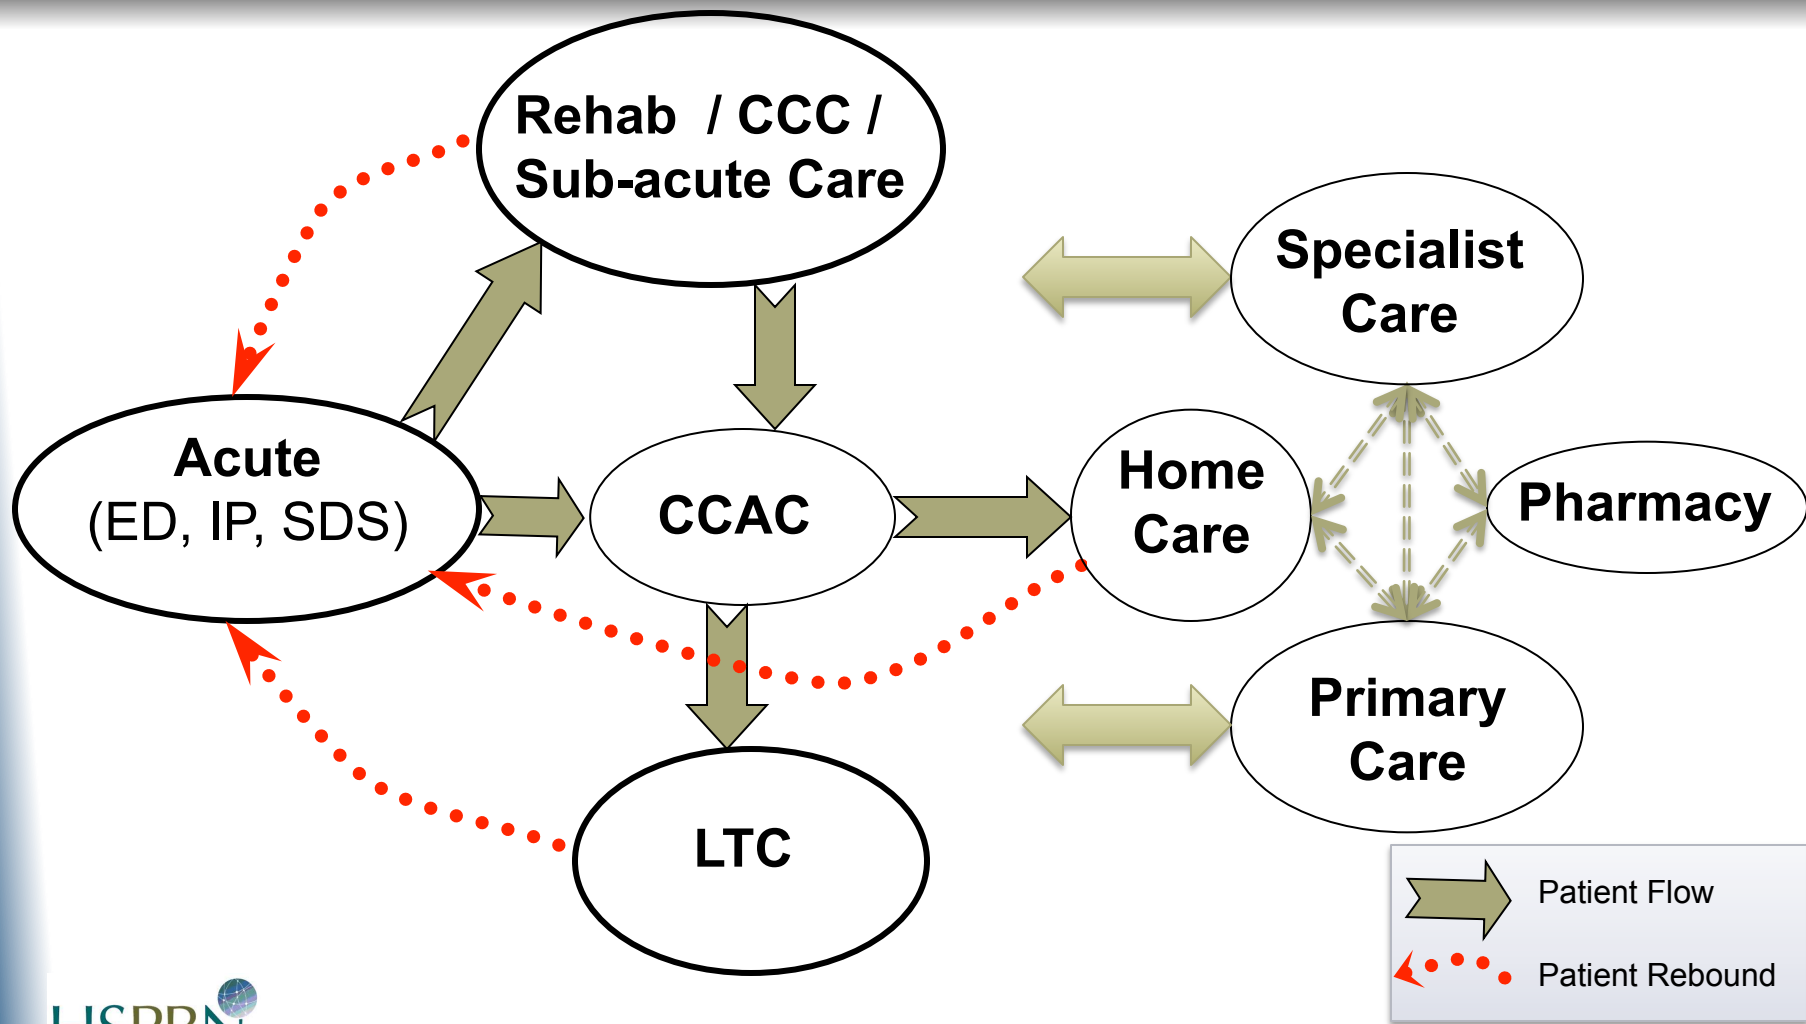 Rehab / CCC /
Sub-acute Care
Specialist
Care
Acute
(ED, IP, SDS)
CCAC
Home
Care
Pharmacy
Primary
Care
LTC
Patient Flow
Patient Rebound